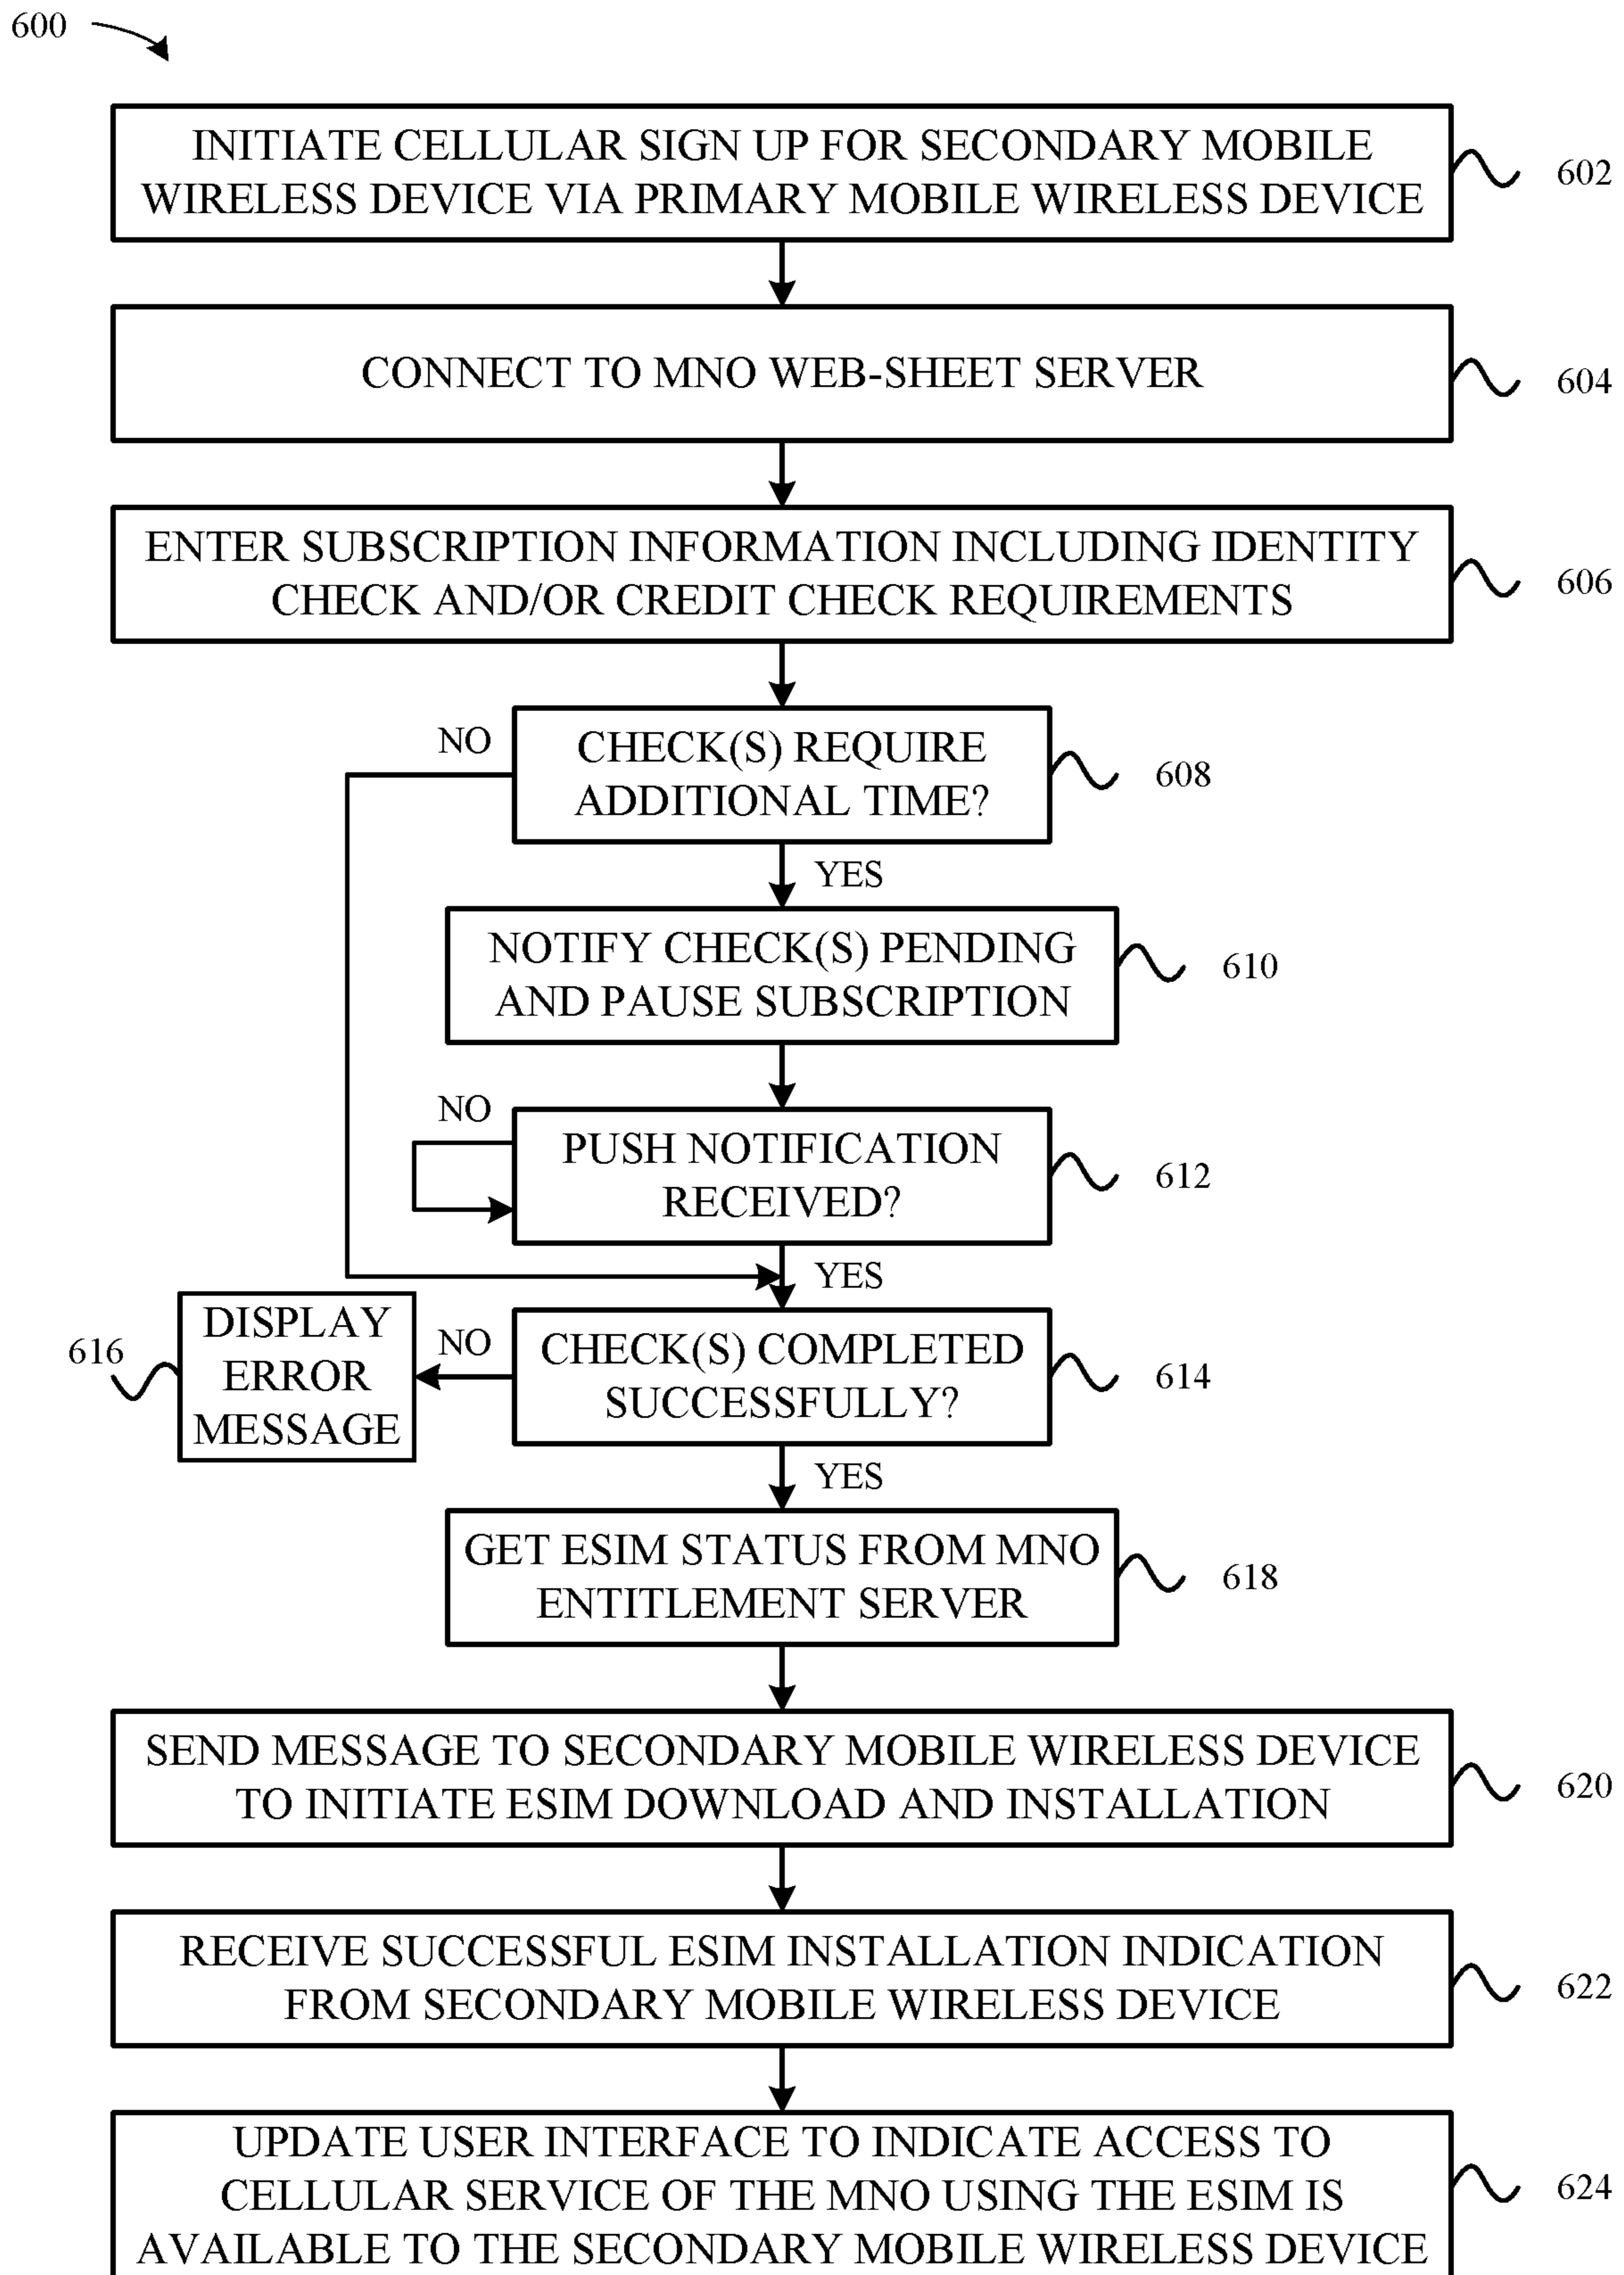 600
INITIATE CELLULAR SIGN UP FOR SECONDARY MOBILE
WIRELESS DEVICE VIA PRIMARY MOBILE WIRELESS DEVICE
602
CONNECT TO MNO WEB-SHEET SERVER
604
ENTER SUBSCRIPTION INFORMATION INCLUDING IDENTITY
CHECK AND/OR CREDIT CHECK REQUIREMENTS
606
NO
CHECK(S) REQUIRE
ADDITIONAL TIME?
608
YES
NOTIFY CHECK(S) PENDING
AND PAUSE SUBSCRIPTION
610
NO
PUSH NOTIFICATION
RECEIVED?
612
YES
616
DISPLAY
ERROR
MESSAGE
NO
CHECK(S) COMPLETED
SUCCESSFULLY?
614
YES
GET ESIM STATUS FROM MNO
ENTITLEMENT SERVER
618
SEND MESSAGE TO SECONDARY MOBILE WIRELESS DEVICE
TO INITIATE ESIM DOWNLOAD AND INSTALLATION
620
RECEIVE SUCCESSFUL ESIM INSTALLATION INDICATION
FROM SECONDARY MOBILE WIRELESS DEVICE
622
UPDATE USER INTERFACE TO INDICATE ACCESS TO
CELLULAR SERVICE OF THE MNO USING THE ESIM IS
AVAILABLE TO THE SECONDARY MOBILE WIRELESS DEVICE
624